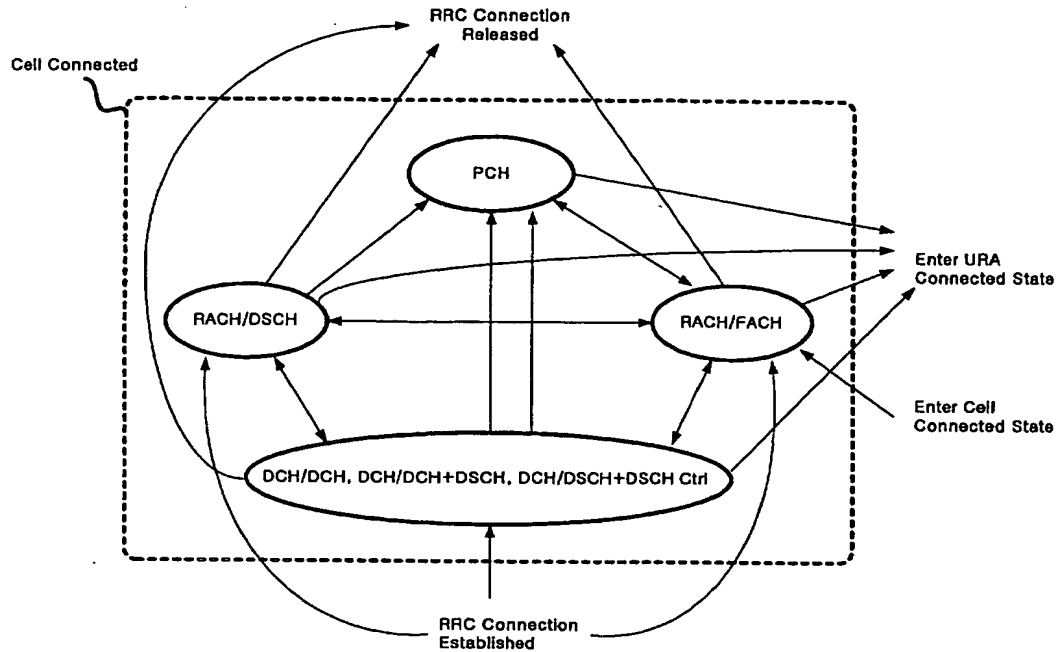 RRC Connection
Released
Cell Connected
PCH
Enter URA
Connected State
RACH/DSCH
RACH/FACH
Enter Cell
Connected State
DCH/DCH, DCH/DCH+DSCH, DCH/DSCH+DSCH Ctrl
RRC Connection
Established